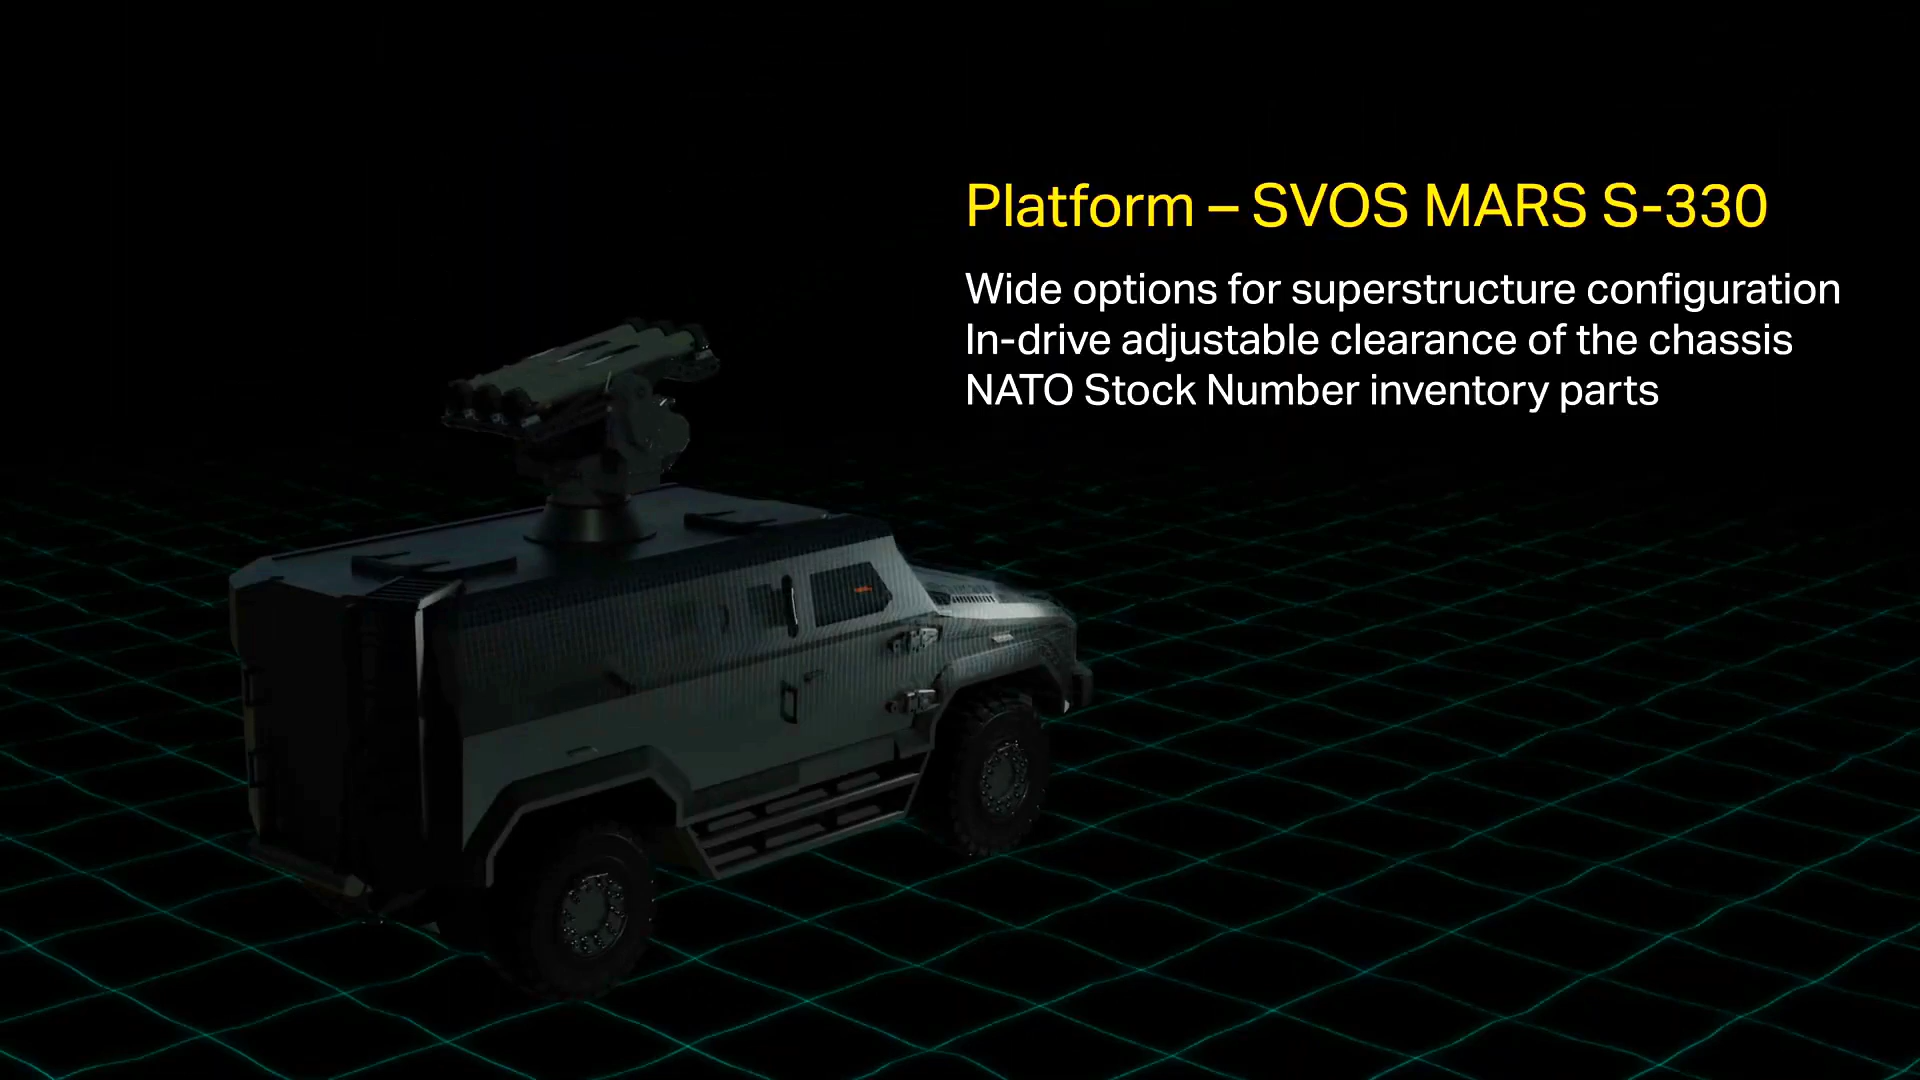 Platform – SVOS MARS S-330
Wide options for superstructure configuration
In-drive adjustable clearance of the chassis
NATO Stock Number inventory parts